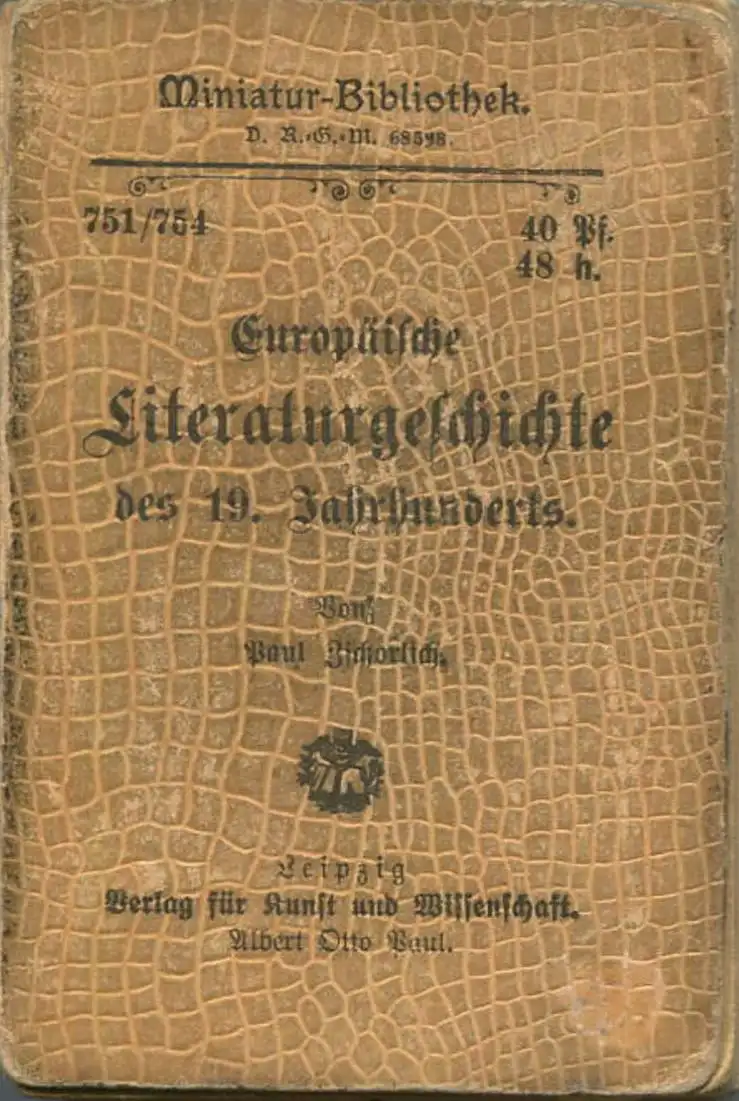 Miniatur-Bibliothek.
D. R.-G.-M. 68598.
751/754
40 Pf.
48 h.
Europäische
Literaturgeschichte
des 19. Jahrhunderts.
Von
Paul Zschorlich.
Leipzig
Verlag für Kunst und Wissenschaft.
Albert Otto Paul.